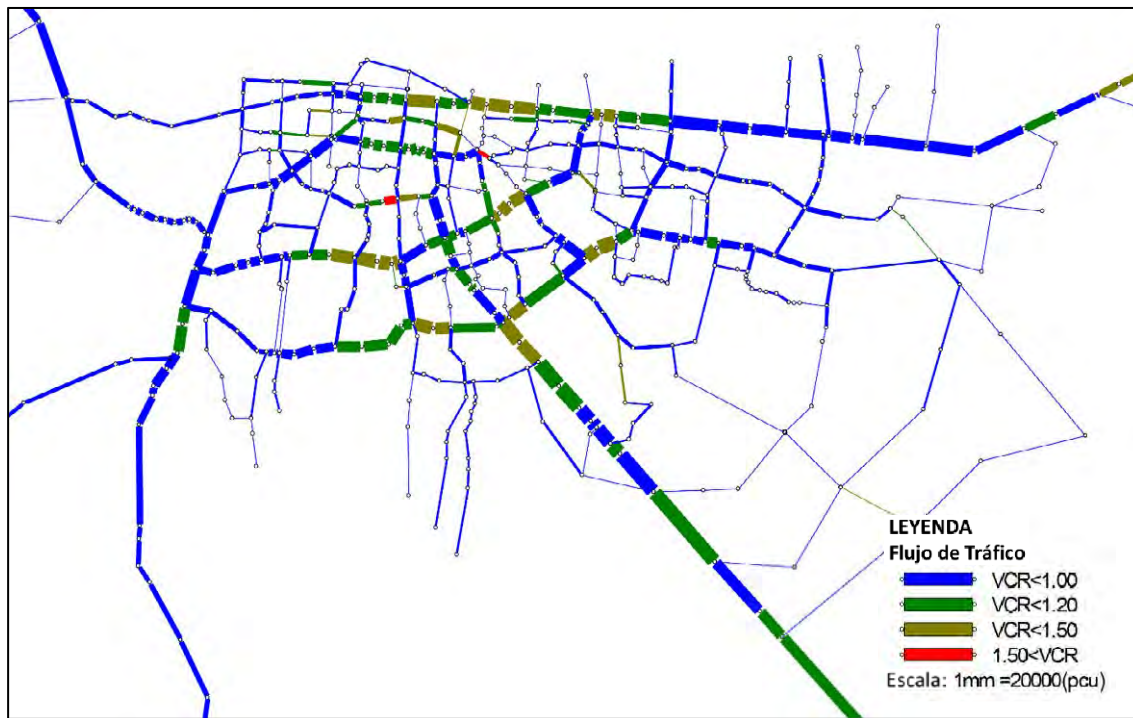 LEYENDA
Flujo de Tráfico
VCR<1.00
VCR<1.20
VCR<1.50
1.50<VCR
Escala: 1mm =20000(pcu)